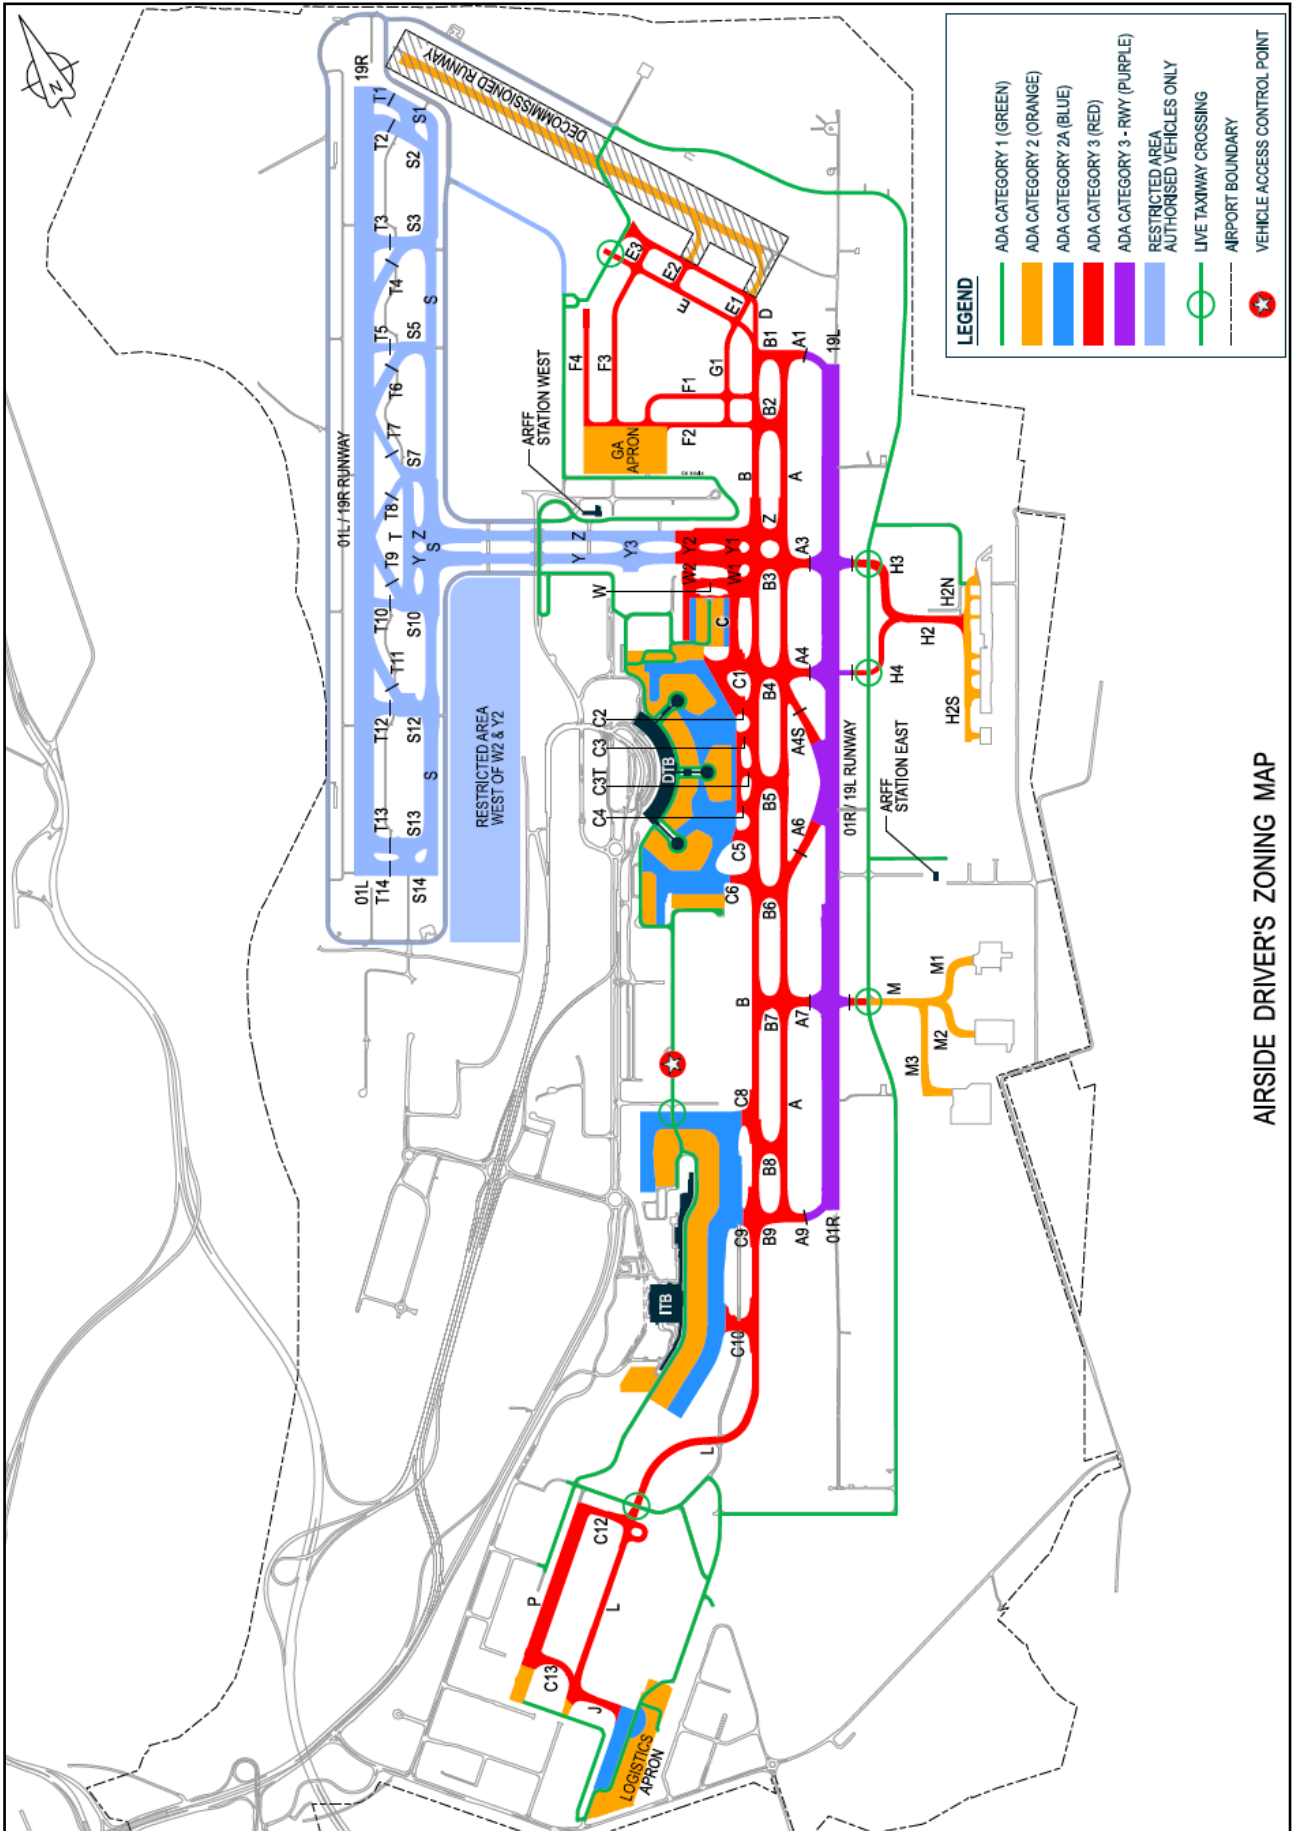 AIRSIDE DRIVER'S ZONING MAP
LEGEND
ADA CATEGORY 1 (GREEN)
ADA CATEGORY 2 (ORANGE)
ADA CATEGORY 2A (BLUE)
ADA CATEGORY 3 (RED)
ADA CATEGORY 3 - RWY (PURPLE)
RESTRICTED AREA
AUTHORISED VEHICLES ONLY
LIVE TAXIWAY CROSSING
AIRPORT BOUNDARY
VEHICLE ACCESS CONTROL POINT
N
01L / 19R RUNWAY
01L
19R
T14
T13
T12
T11
T10
T9
T
T8
T7
T6
T5
T4
T3
T2
T1
S14
S13
S
S12
S10
Y
S
Z
S7
S5
S
S3
S2
S1
RESTRICTED AREA
WEST OF W2 & Y2
DECOMMISSIONED RUNWAY
ARFF
STATION WEST
Y
Z
Y3
W
W2
Y2
W1
Y1
Z
GA
APRON
F4
F3
F1
F2
G1
E
E1
E2
E3
D
B1
A1
19L
B2
B
A
A3
B3
C
C1
A4
B4
C2
C3
C3T
C4
DTB
A4S
B5
A6
C5
C6
B6
B
B7
A7
C8
A
B8
C9
B9
A9
01R
C10
ITB
L
01R / 19L RUNWAY
ARFF
STATION EAST
H3
H4
H2
H2N
H2S
M
M1
M2
M3
C12
P
L
C13
J
LOGISTICS
APRON